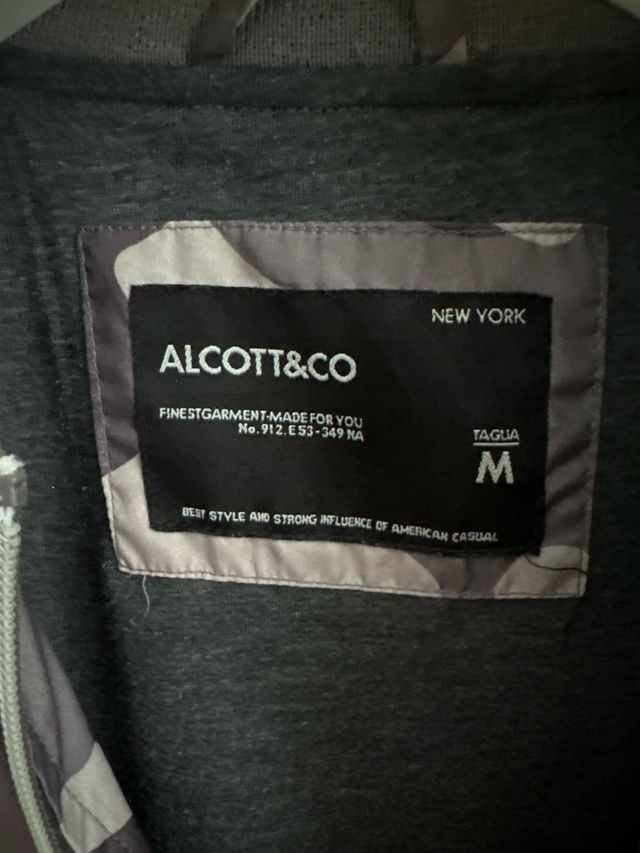 NEW YORK
ALCOTT&CO
FINESTGARMENT-MADE FOR YOU
No.912.E53-349 NA
TAGUA
M
BEST STYLE AND STRONG INFLUENCE OF AMERICAN CASUAL